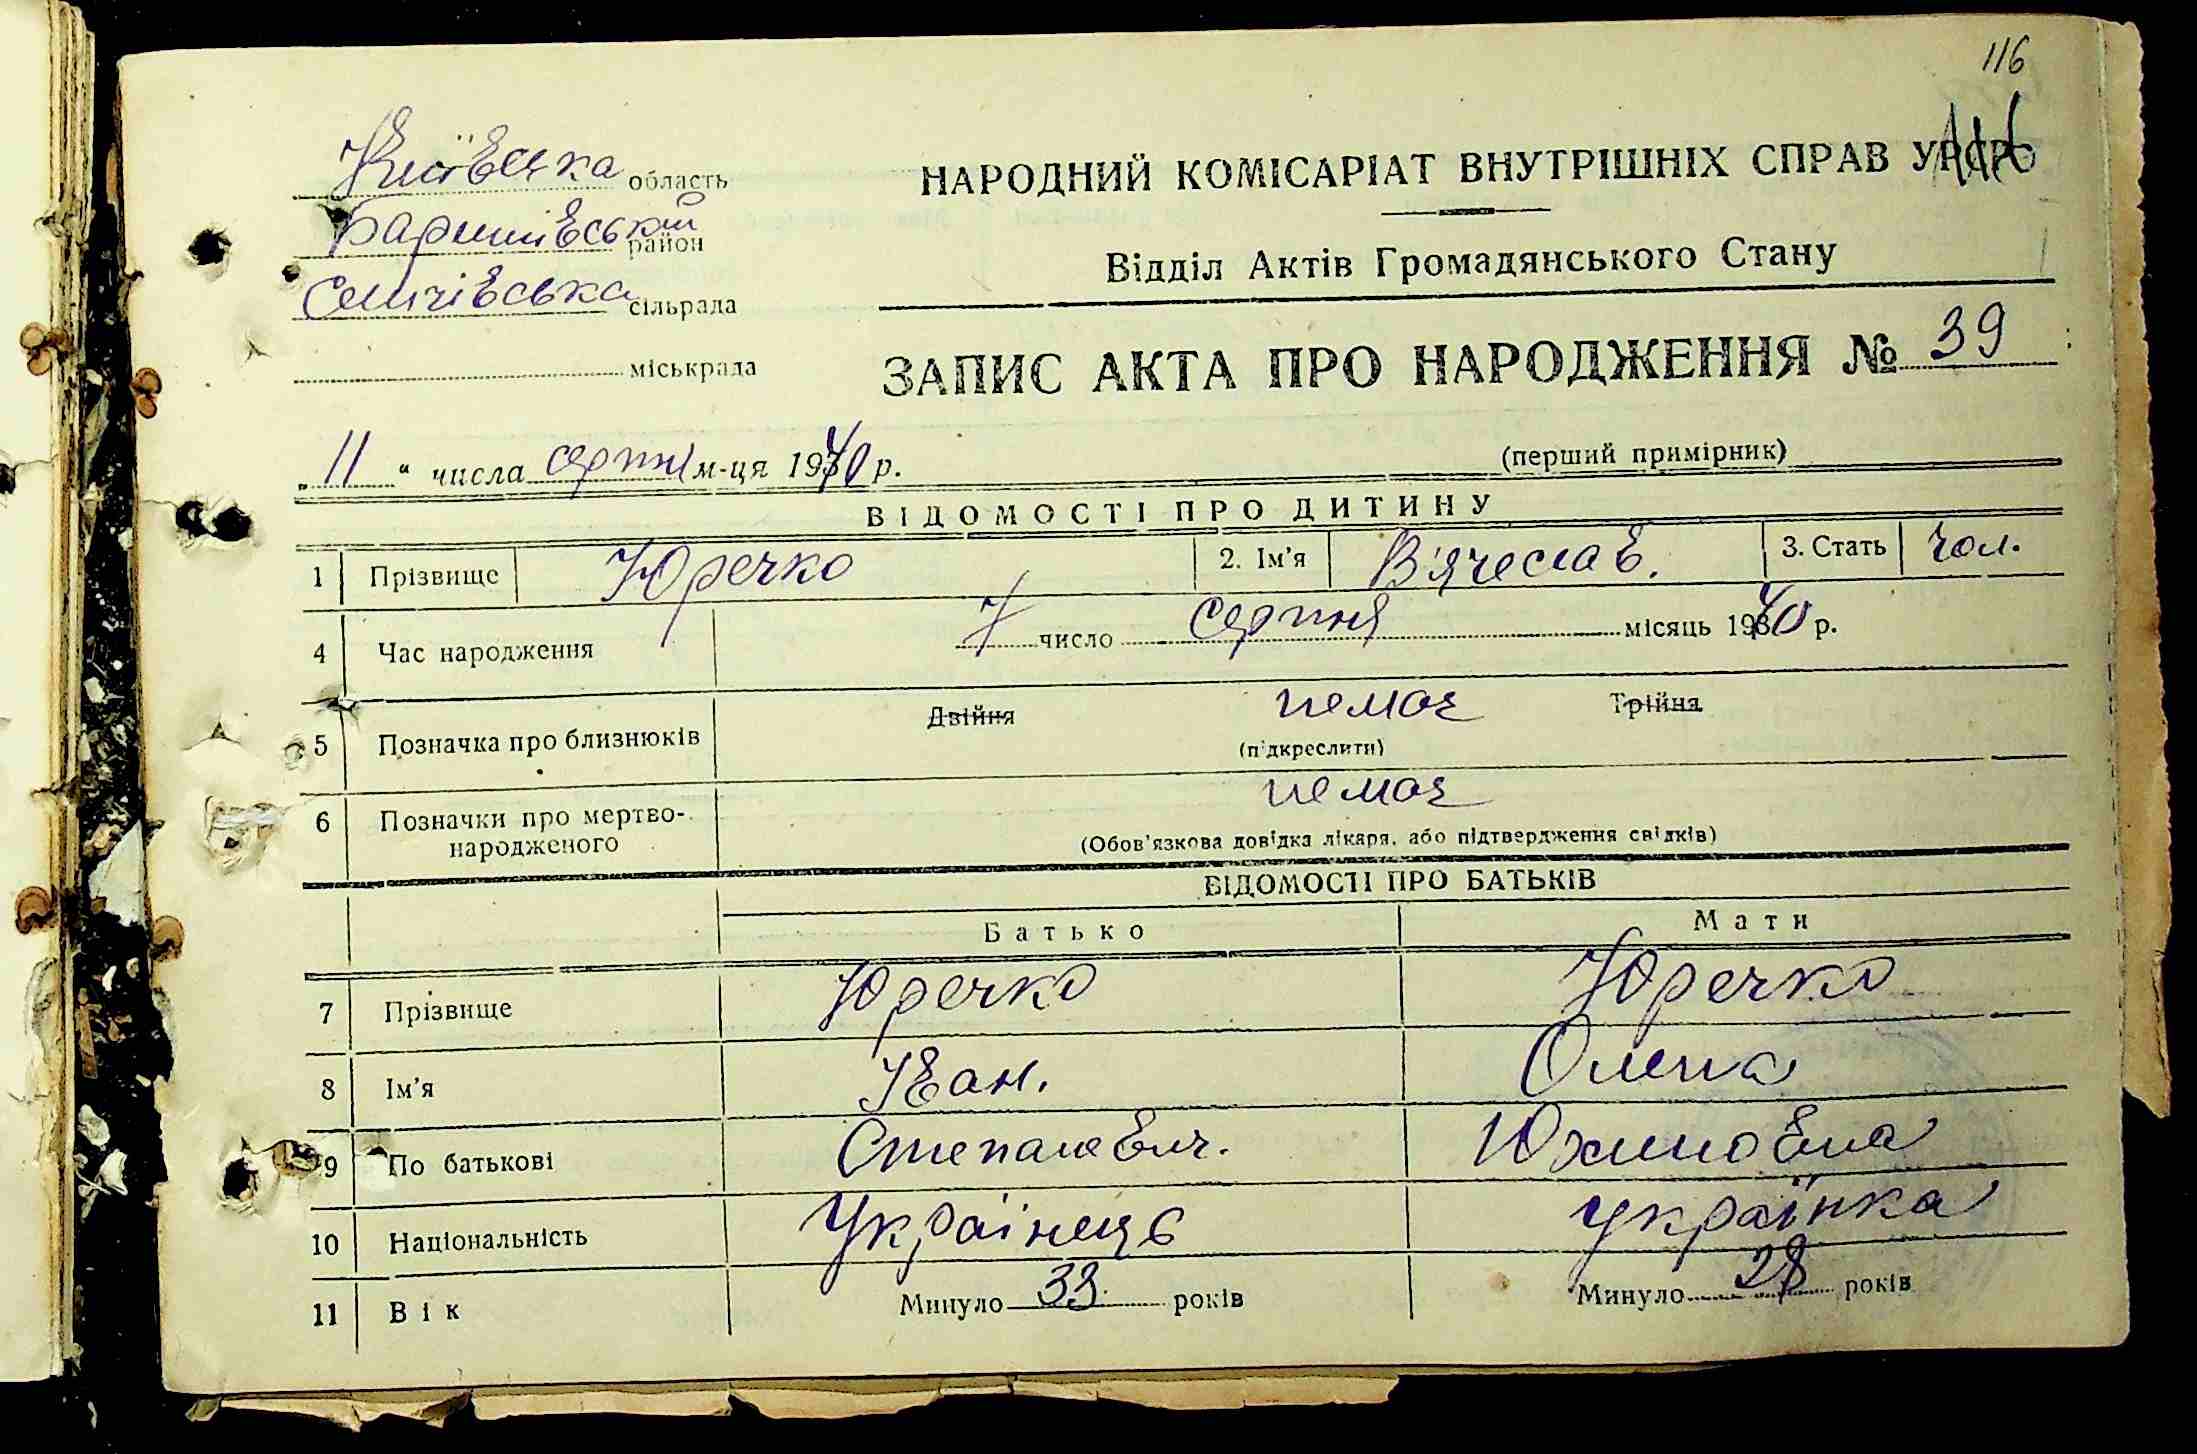 116
116
Київська область
Баришівський район
Селичівська сільрада
міськрада
НАРОДНИЙ КОМІСАРІАТ ВНУТРІШНІХ СПРАВ УРСР
Відділ Актів Громадянського Стану
ЗАПИС АКТА ПРО НАРОДЖЕННЯ № 39
„11“ числа серпня м-ця 1940 р.
(перший примірник)
ВІДОМОСТІ ПРО ДИТИНУ
1 Прізвище Юречко 2. Ім'я В'ячеслав. 3. Стать Чол.
4 Час народження 7 число серпня місяць 1940 р.
5 Позначка про близнюків Двійня немає Трійня
(підкреслити)
6 Позначки про мертво-
народженого немає
(Обов'язкова довідка лікаря, або підтвердження свідків)
ВІДОМОСТІ ПРО БАТЬКІВ
Батько Мати
7 Прізвище Юречко Юречко
8 Ім'я Іван. Олена
9 По батькові Степанович. Юхимовна
10 Національність Українець українка
11 Вік Минуло 33 років Минуло 28 років